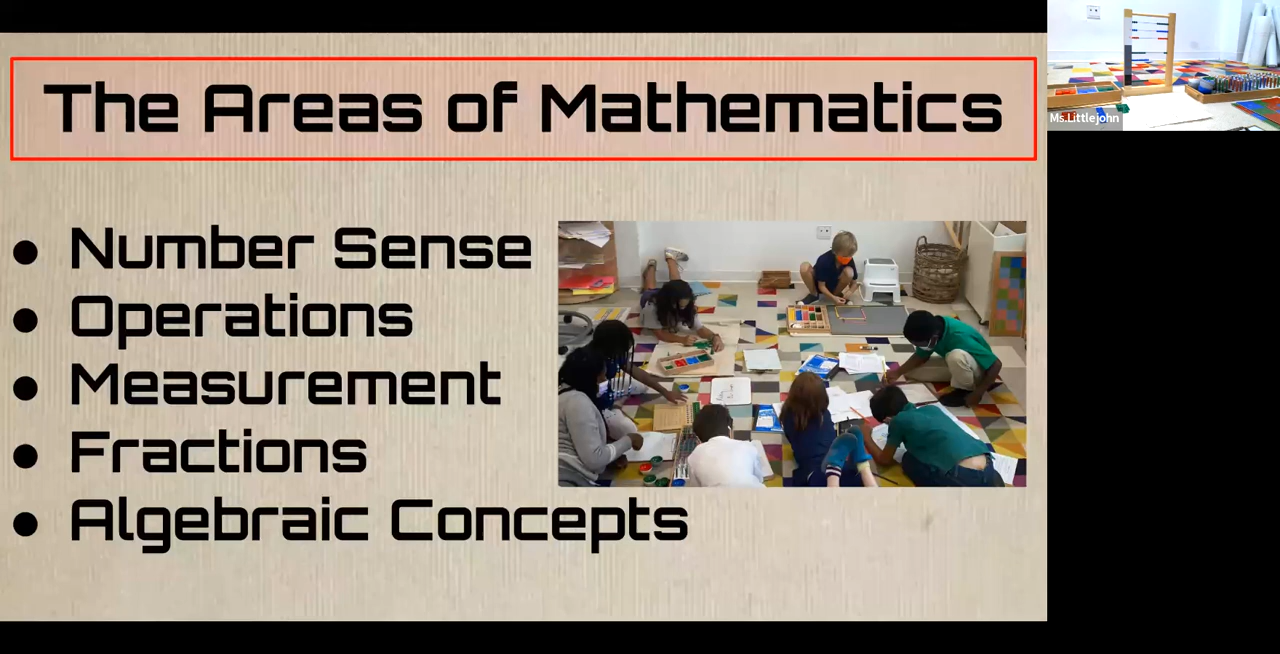 The Areas of Mathematics
● Number Sense
● Operations
● Measurement
● Fractions
● Algebraic Concepts
Ms.Littlejohn